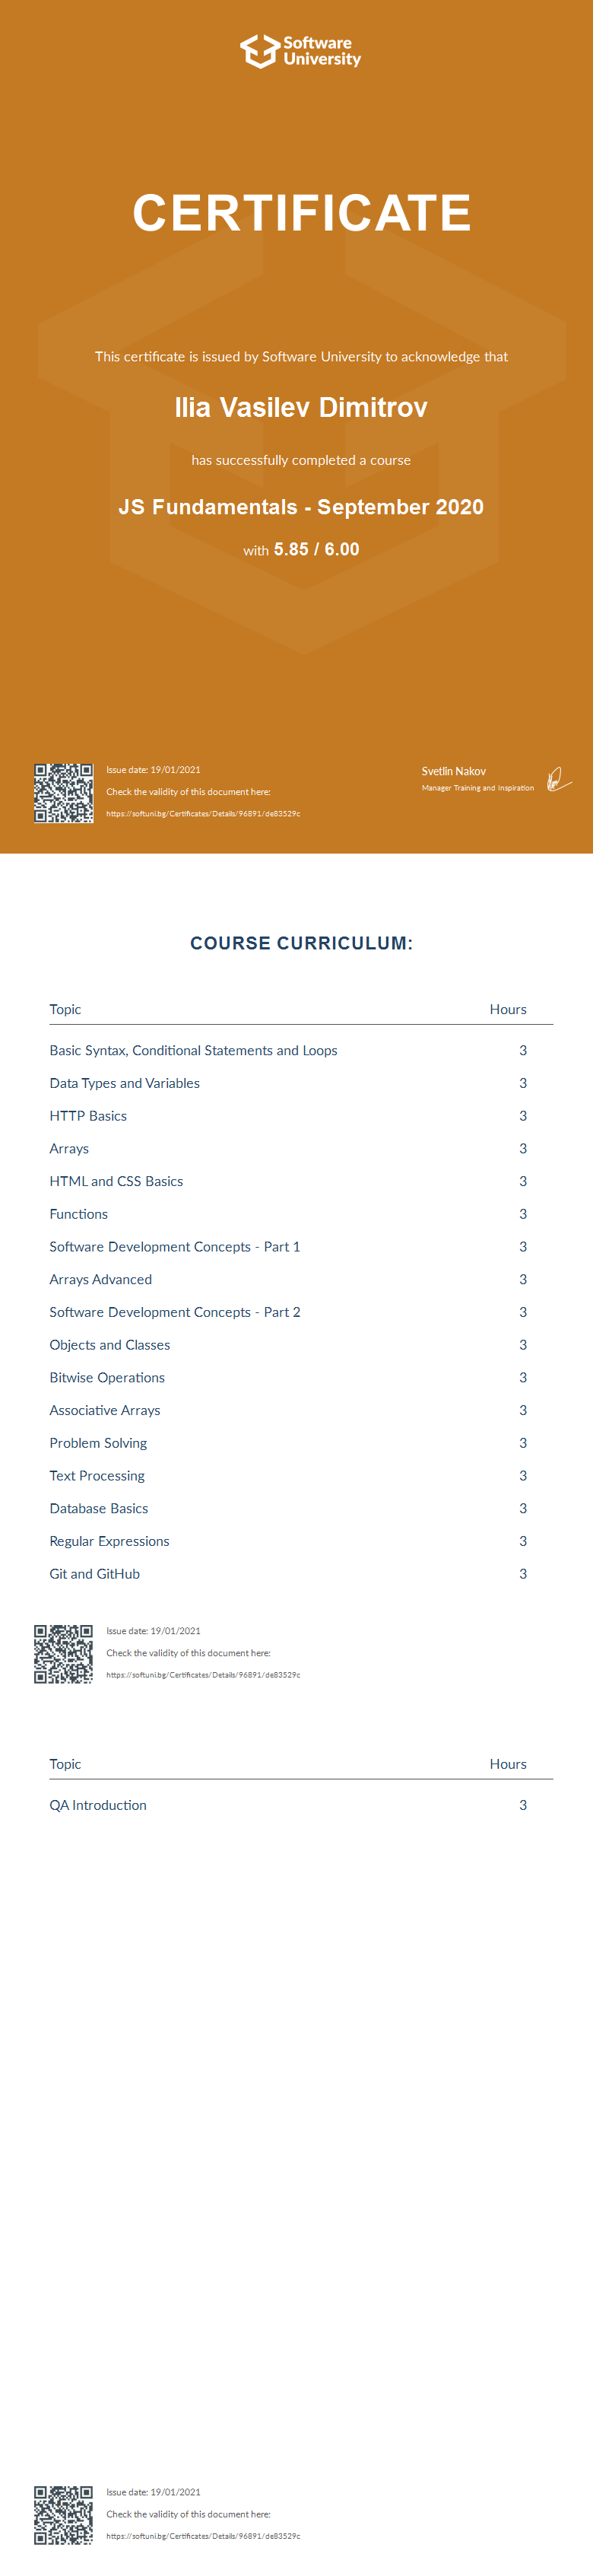 Software
University
CERTIFICATE
This certificate is issued by Software University to acknowledge that
Ilia Vasilev Dimitrov
has successfully completed a course
JS Fundamentals - September 2020
with 5.85 / 6.00
Issue date: 19/01/2021
Check the validity of this document here:
https://softuni.bg/Certificates/Details/96891/de83529c
Svetlin Nakov
Manager Training and Inspiration
COURSE CURRICULUM:
Topic Hours
Basic Syntax, Conditional Statements and Loops 3
Data Types and Variables 3
HTTP Basics 3
Arrays 3
HTML and CSS Basics 3
Functions 3
Software Development Concepts - Part 1 3
Arrays Advanced 3
Software Development Concepts - Part 2 3
Objects and Classes 3
Bitwise Operations 3
Associative Arrays 3
Problem Solving 3
Text Processing 3
Database Basics 3
Regular Expressions 3
Git and GitHub 3
Issue date: 19/01/2021
Check the validity of this document here:
https://softuni.bg/Certificates/Details/96891/de83529c
Topic Hours
QA Introduction 3
Issue date: 19/01/2021
Check the validity of this document here:
https://softuni.bg/Certificates/Details/96891/de83529c